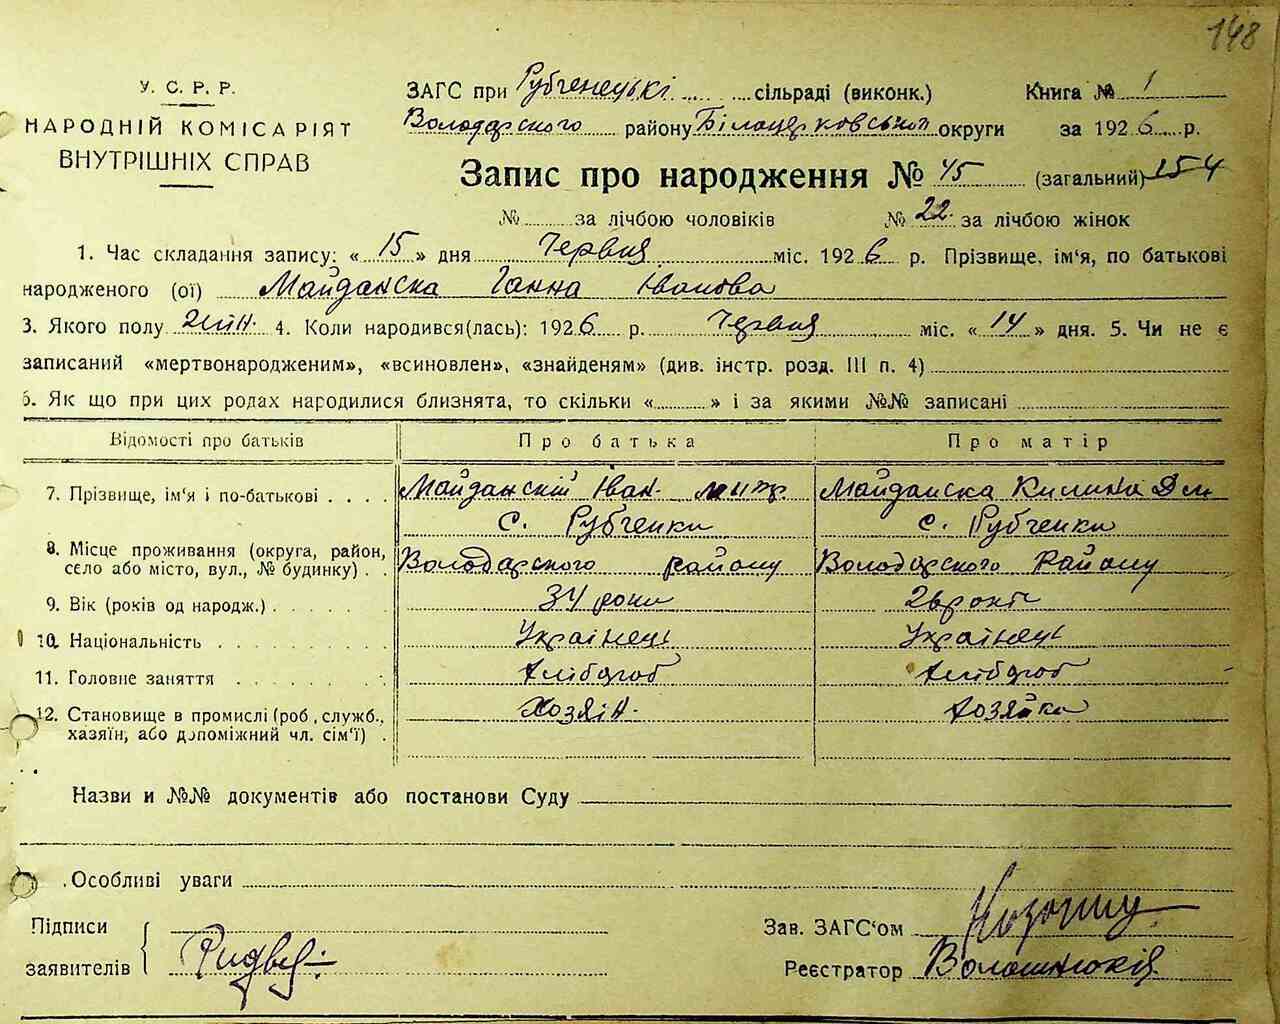 148
У. С. Р. Р.
НАРОДНІЙ КОМІСАРІЯТ
ВНУТРІШНІХ СПРАВ
ЗАГС при Рубченецькі сільраді (виконк.) Книга № 1
Володарського району Білоцерковської округи за 1926 р.
Запис про народження № 45 (загальний) 154
№ за лічбою чоловіків № 22 за лічбою жінок
1. Час складання запису: «15» дня Червня міс. 1926 р. Прізвище, ім'я, по батькові
народженого (ої) Майданска Ганна Іванова
3. Якого полу жін. 4. Коли народився(лась): 1926 р. Червня міс. «14» дня. 5. Чи не є
записаний «мертвонародженим», «всиновлен», «знайденям» (див. інстр. розд. III п. 4)
6. Як що при цих родах народилися близнята, то скільки «» і за якими №№ записані
Відомості про батьків Про батька Про матір
7. Прізвище, ім'я і по-батькові Майданскій Іван Майданска Килина
с. Рубченки с. Рубченки
8. Місце проживання (округа, район, село або місто, вул., № будинку) Володарського району Володарского Району
9. Вік (років од народж.) 34 роки
10. Національність Українець Українець
11. Головне заняття Хлібороб Хлібороб
12. Становище в промислі (роб., служб., хазяїн, або допоміжний чл. сім'ї) Хозяін. Хозяйка
Назви и №№ документів або постанови Суду
Особливі уваги
Підписи
заявителів
Зав. ЗАГС'ом
Реєстратор